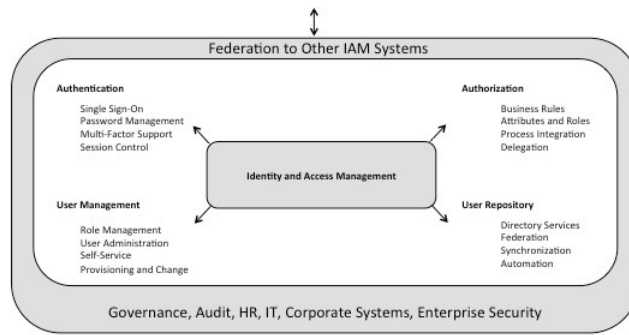 Federation to Other IAM Systems
Authentication
Single Sign-On
Password Management
Multi-Factor Support
Session Control
Authorization
Business Rules
Attributes and Roles
Process Integration
Delegation
Identity and Access Management
User Management
Role Management
User Administration
Self-Service
Provisioning and Change
User Repository
Directory Services
Federation
Synchronization
Automation
Governance, Audit, HR, IT, Corporate Systems, Enterprise Security